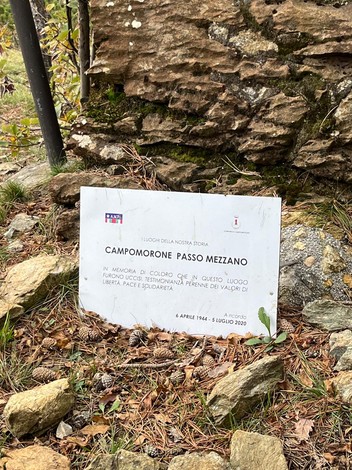 I LUOGHI DELLA NOSTRA STORIA
CAMPOMORONE PASSO MEZZANO
IN MEMORIA DI COLORO CHE IN QUESTO LUOGO
FURONO UCCISI, TESTIMONIANZA PERENNE DEI VALORI DI
LIBERTÀ, PACE E SOLIDARIETÀ.
A ricordo
6 APRILE 1944 - 5 LUGLIO 2020